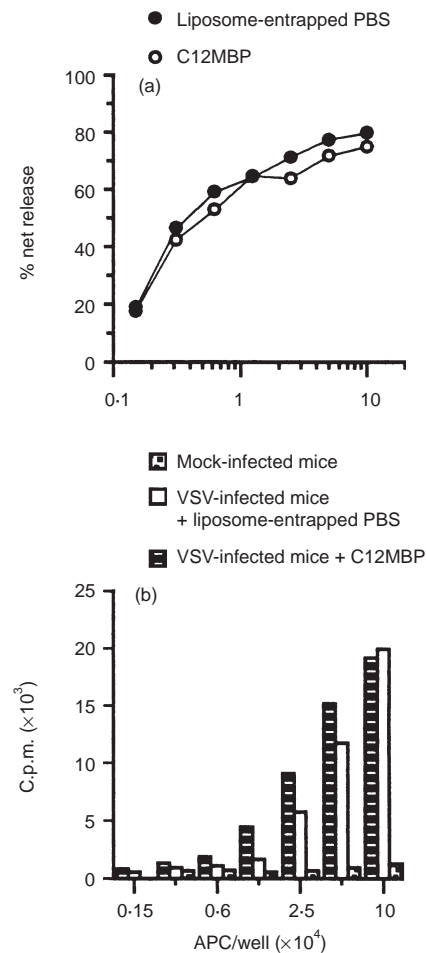 Liposome-entrapped PBS
C12MBP
100
80
60
40
20
0
(a)
% net release
0·1
1
10
Mock-infected mice
VSV-infected mice
+ liposome-entrapped PBS
VSV-infected mice + C12MBP
25
20
15
10
5
0
(b)
C.p.m. (×10³)
0·15
0·6
2·5
10
APC/well (×10⁴)